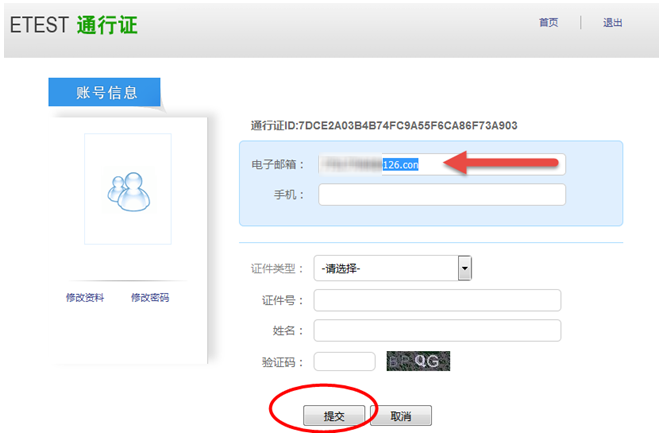 ETEST 通行证
首页 退出
账号信息
通行证ID:7DCE2A03B4B74FC9A55F6CA86F73A903
电子邮箱： 126.con
手机：
证件类型： -请选择-
证件号：
姓名：
验证码： QG
修改资料 修改密码
提交 取消